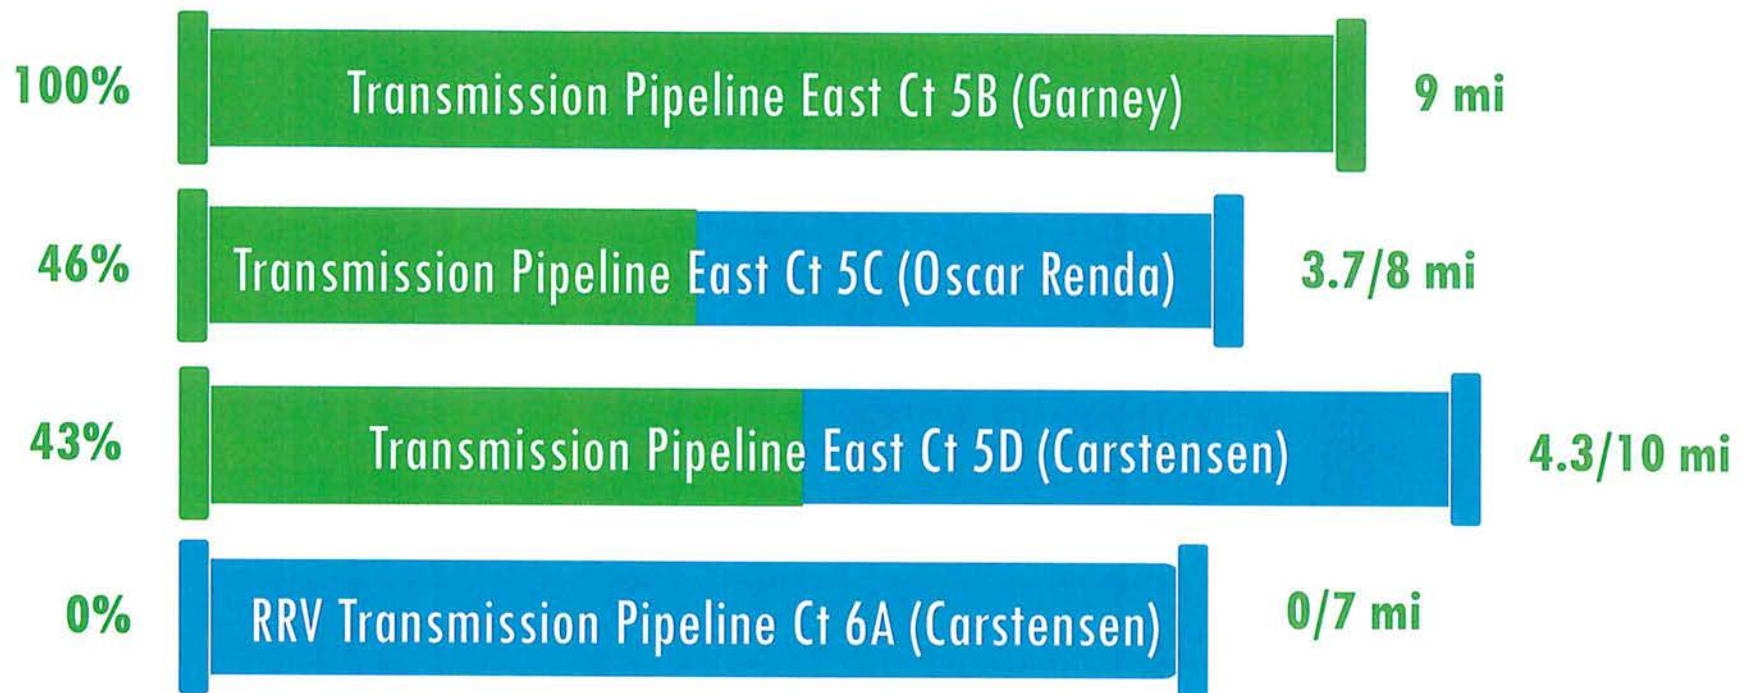 100% Transmission Pipeline East Ct 5B (Garney) 9 mi
46% Transmission Pipeline East Ct 5C (Oscar Renda) 3.7/8 mi
43% Transmission Pipeline East Ct 5D (Carstensen) 4.3/10 mi
0% RRV Transmission Pipeline Ct 6A (Carstensen) 0/7 mi